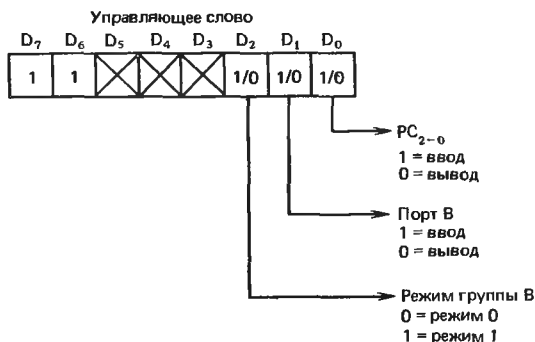 Управляющее слово
D₇ D₆ D₅ D₄ D₃ D₂ D₁ D₀
1 1 1/0 1/0 1/0
PC₂₋₀
1 = ввод
0 = вывод
Порт В
1 = ввод
0 = вывод
Режим группы В
0 = режим 0
1 = режим 1